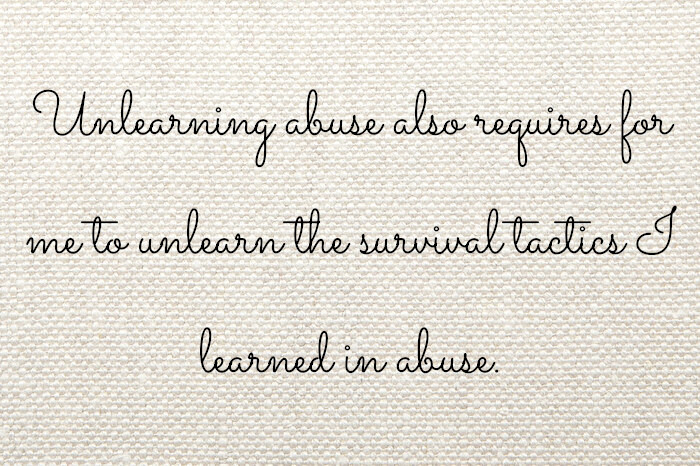 Unlearning abuse also requires for
me to unlearn the survival tactics I
learned in abuse.